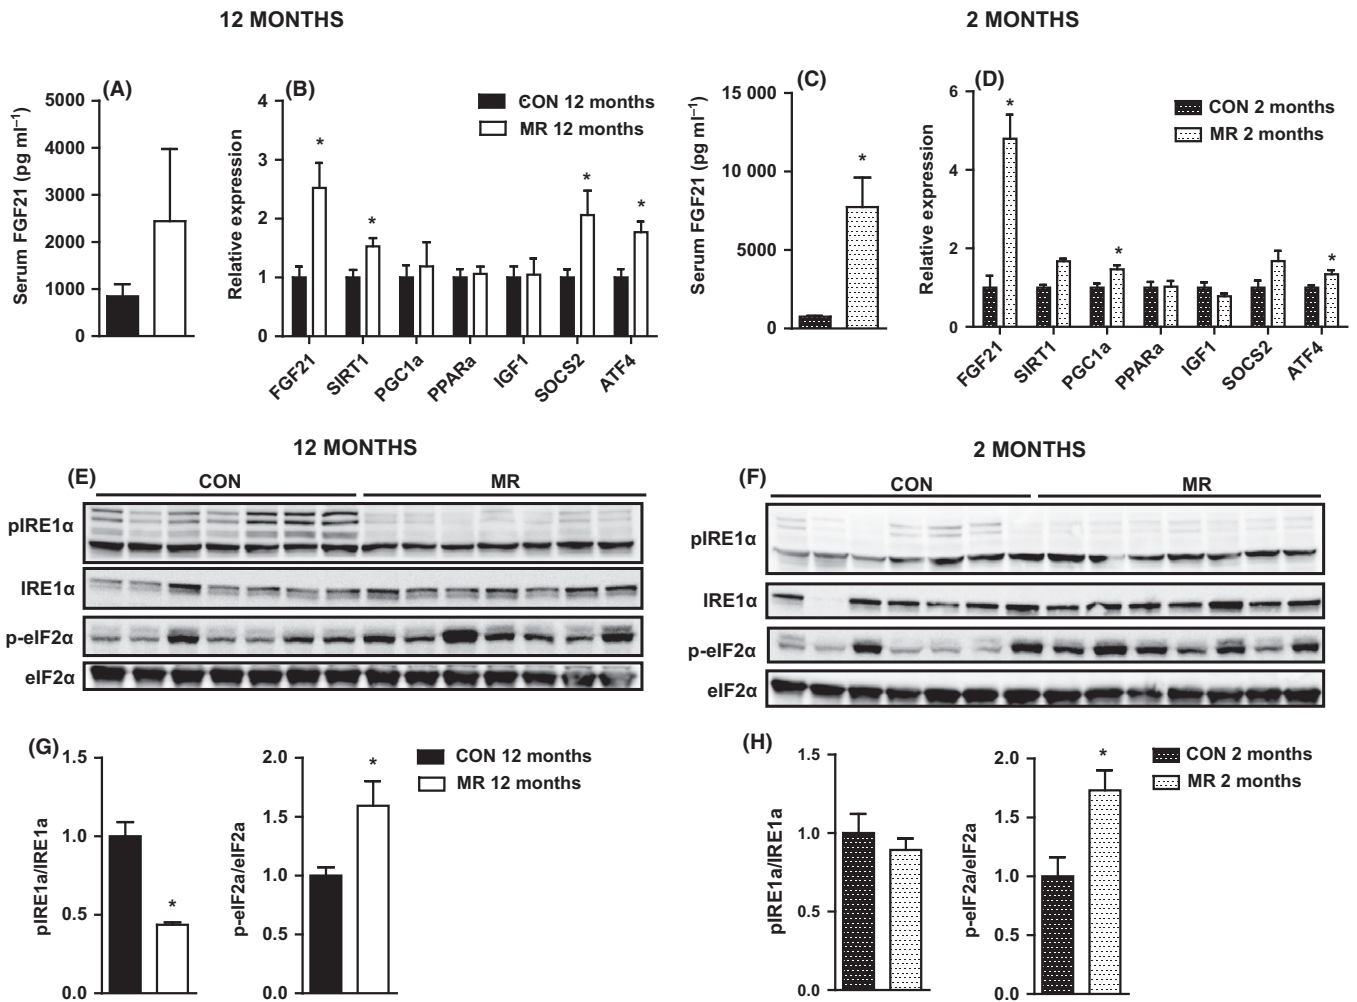 12 MONTHS
2 MONTHS
(A)
Serum FGF21 (pg ml⁻¹)
5000
4000
3000
2000
1000
0
(B)
Relative expression
4
3
2
1
0
CON 12 months
MR 12 months
*
*
*
*
FGF21
SIRT1
PGC1a
PPARa
IGF1
SOCS2
ATF4
(C)
Serum FGF21 (pg ml⁻¹)
15 000
10 000
5000
0
*
(D)
Relative expression
6
4
2
0
CON 2 months
MR 2 months
*
*
*
FGF21
SIRT1
PGC1a
PPARa
IGF1
SOCS2
ATF4
12 MONTHS
(E)
CON
MR
pIRE1α
IRE1α
p-eIF2α
eIF2α
2 MONTHS
(F)
CON
MR
pIRE1α
IRE1α
p-eIF2α
eIF2α
(G)
pIRE1a/IRE1a
1.5
1.0
0.5
0.0
*
p-eIF2a/eIF2a
2.0
1.5
1.0
0.5
0.0
*
CON 12 months
MR 12 months
(H)
pIRE1a/IRE1a
1.5
1.0
0.5
0.0
p-eIF2a/eIF2a
2.0
1.5
1.0
0.5
0.0
*
CON 2 months
MR 2 months